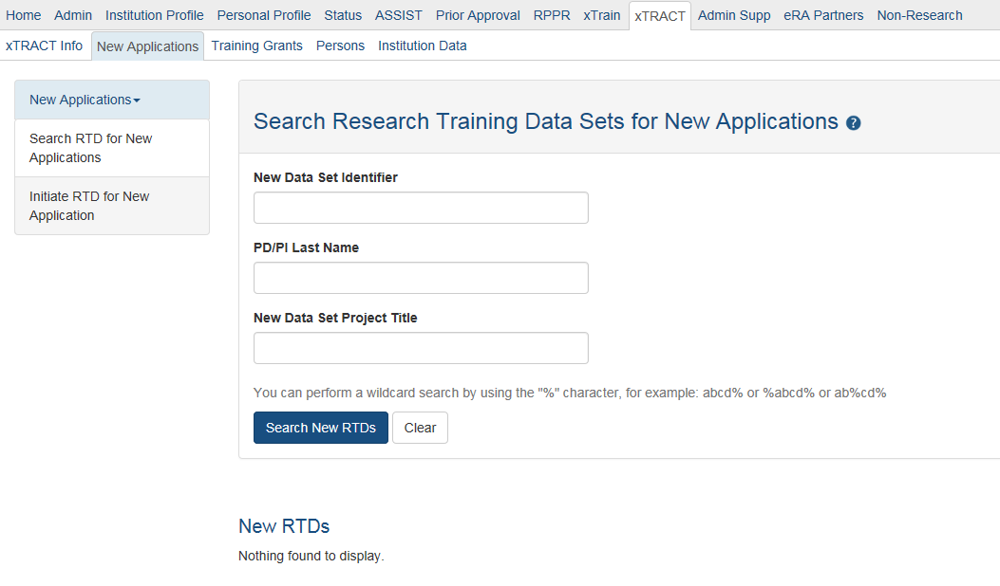 Home Admin Institution Profile Personal Profile Status ASSIST Prior Approval RPPR xTrain xTRACT Admin Supp eRA Partners Non-Research
xTRACT Info New Applications Training Grants Persons Institution Data
New Applications
Search RTD for New
Applications
Initiate RTD for New
Application
Search Research Training Data Sets for New Applications ?
New Data Set Identifier
PD/PI Last Name
New Data Set Project Title
You can perform a wildcard search by using the "%" character, for example: abcd% or %abcd% or ab%cd%
Search New RTDs Clear
New RTDs
Nothing found to display.